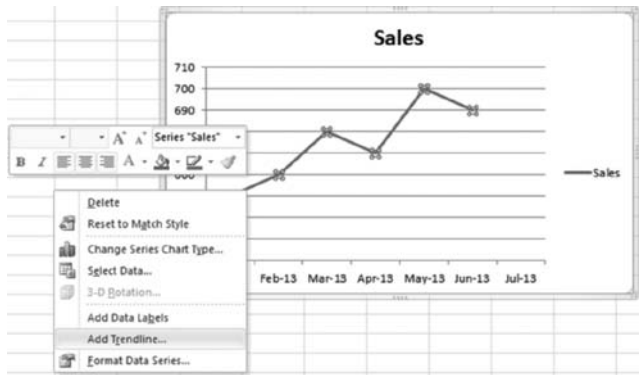 Sales
710
700
690
Series "Sales"
A A
B I A
660
Sales
Delete
Reset to Match Style
Change Series Chart Type...
Select Data...
3-D Rotation...
Add Data Labels
Add Trendline...
Format Data Series...
Feb-13 Mar-13 Apr-13 May-13 Jun-13 Jul-13